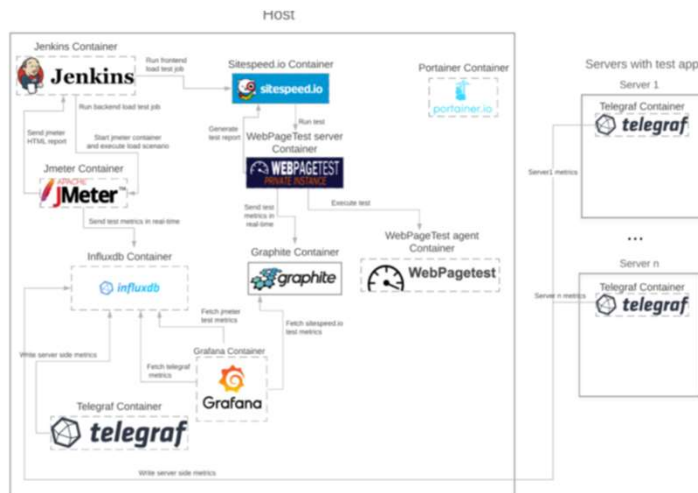 Host
Jenkins Container
Jenkins
Run frontend
load test job
Sitespeed.io Container
sitespeed.io
Portainer Container
portainer.io
Servers with test app
Server 1
Telegraf Container
telegraf
Run backend load test job
Send jmeter
HTML report
Start jmeter container
and execute load scenario
Generate
test report
Run test
WebPageTest server
Container
WEBPAGETEST
PRIVATE INSTANCE
Server1 metrics
Jmeter Container
APACHE
JMeter™
Send test metrics in real-time
Send test
metrics in
real-time
Execute test
WebPageTest agent
Container
WebPagetest
...
Influxdb Container
influxdb
Graphite Container
graphite
Server n
Telegraf Container
telegraf
Server n metrics
Fetch jmeter
test metrics
Fetch sitespeed.io
test metrics
Write server side metrics
Fetch telegraf
metrics
Grafana Container
Grafana
Telegraf Container
telegraf
Write server side metrics